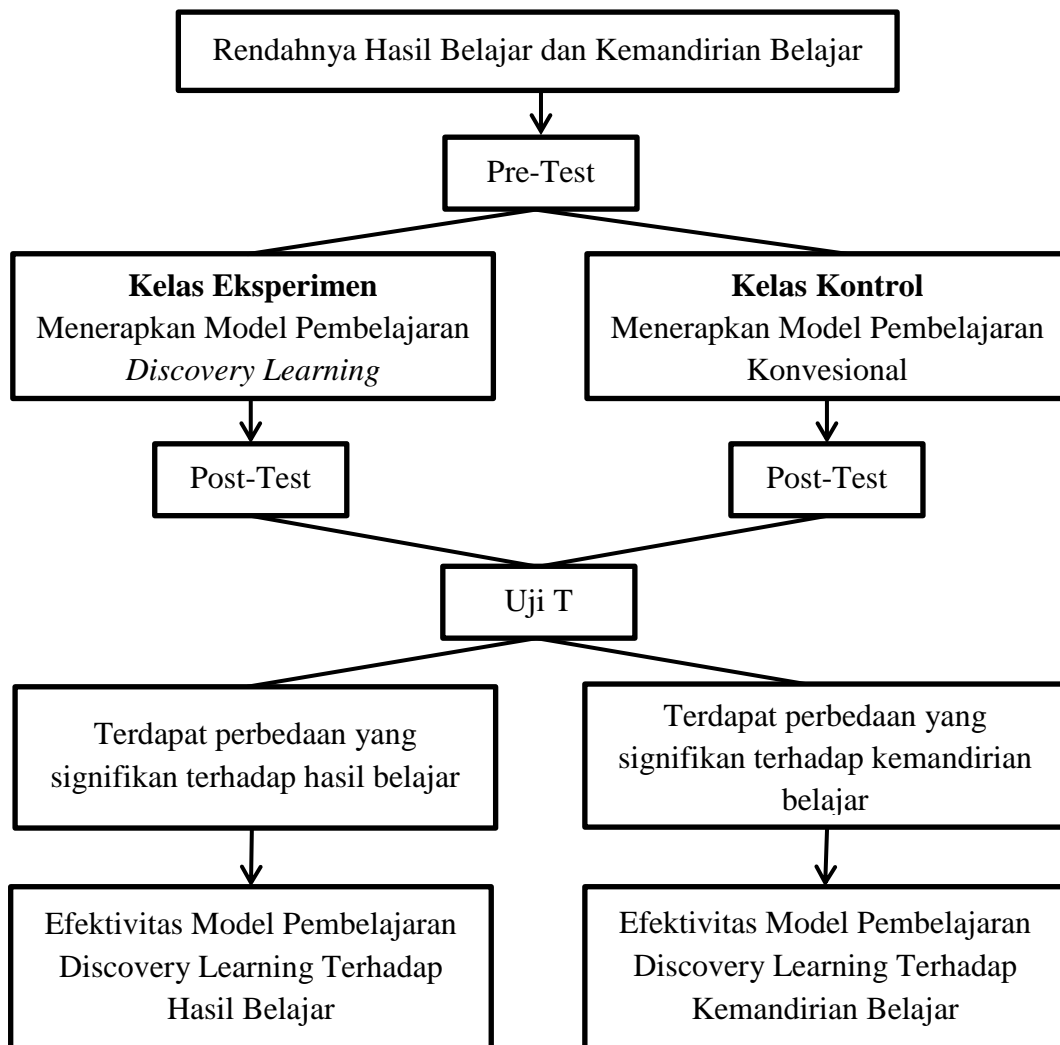 Rendahnya Hasil Belajar dan Kemandirian Belajar
Pre-Test
Kelas Eksperimen
Menerapkan Model Pembelajaran
Discovery Learning
Kelas Kontrol
Menerapkan Model Pembelajaran
Konvesional
Post-Test
Post-Test
Uji T
Terdapat perbedaan yang
signifikan terhadap hasil belajar
Terdapat perbedaan yang
signifikan terhadap kemandirian
belajar
Efektivitas Model Pembelajaran
Discovery Learning Terhadap
Hasil Belajar
Efektivitas Model Pembelajaran
Discovery Learning Terhadap
Kemandirian Belajar